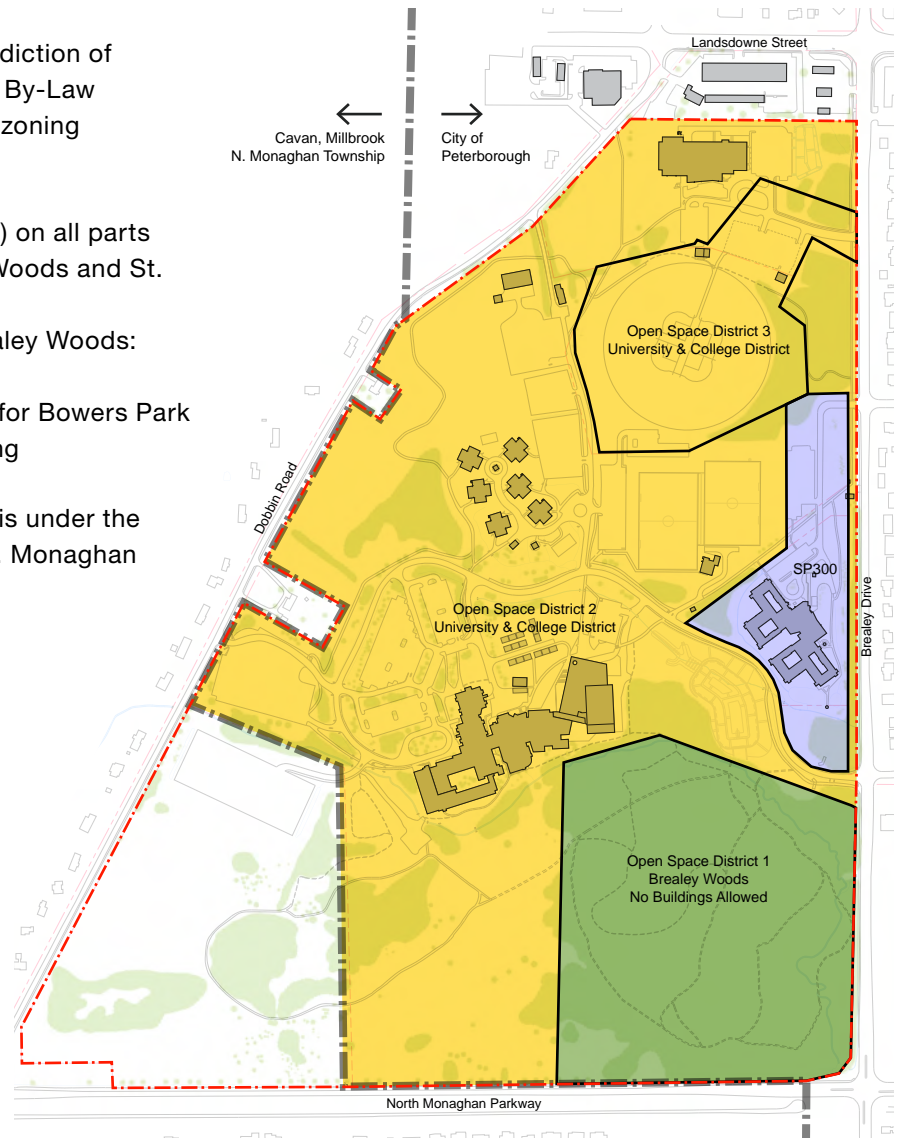 diction of
By-Law
zoning
) on all parts
Woods and St.
aley Woods:
for Bowers Park
ng
is under the
. Monaghan
Landsdowne Street
Cavan, Millbrook
N. Monaghan Township
City of
Peterborough
Open Space District 3
University & College District
Dobbin Road
SP300
Brealey Drive
Open Space District 2
University & College District
Open Space District 1
Brealey Woods
No Buildings Allowed
North Monaghan Parkway